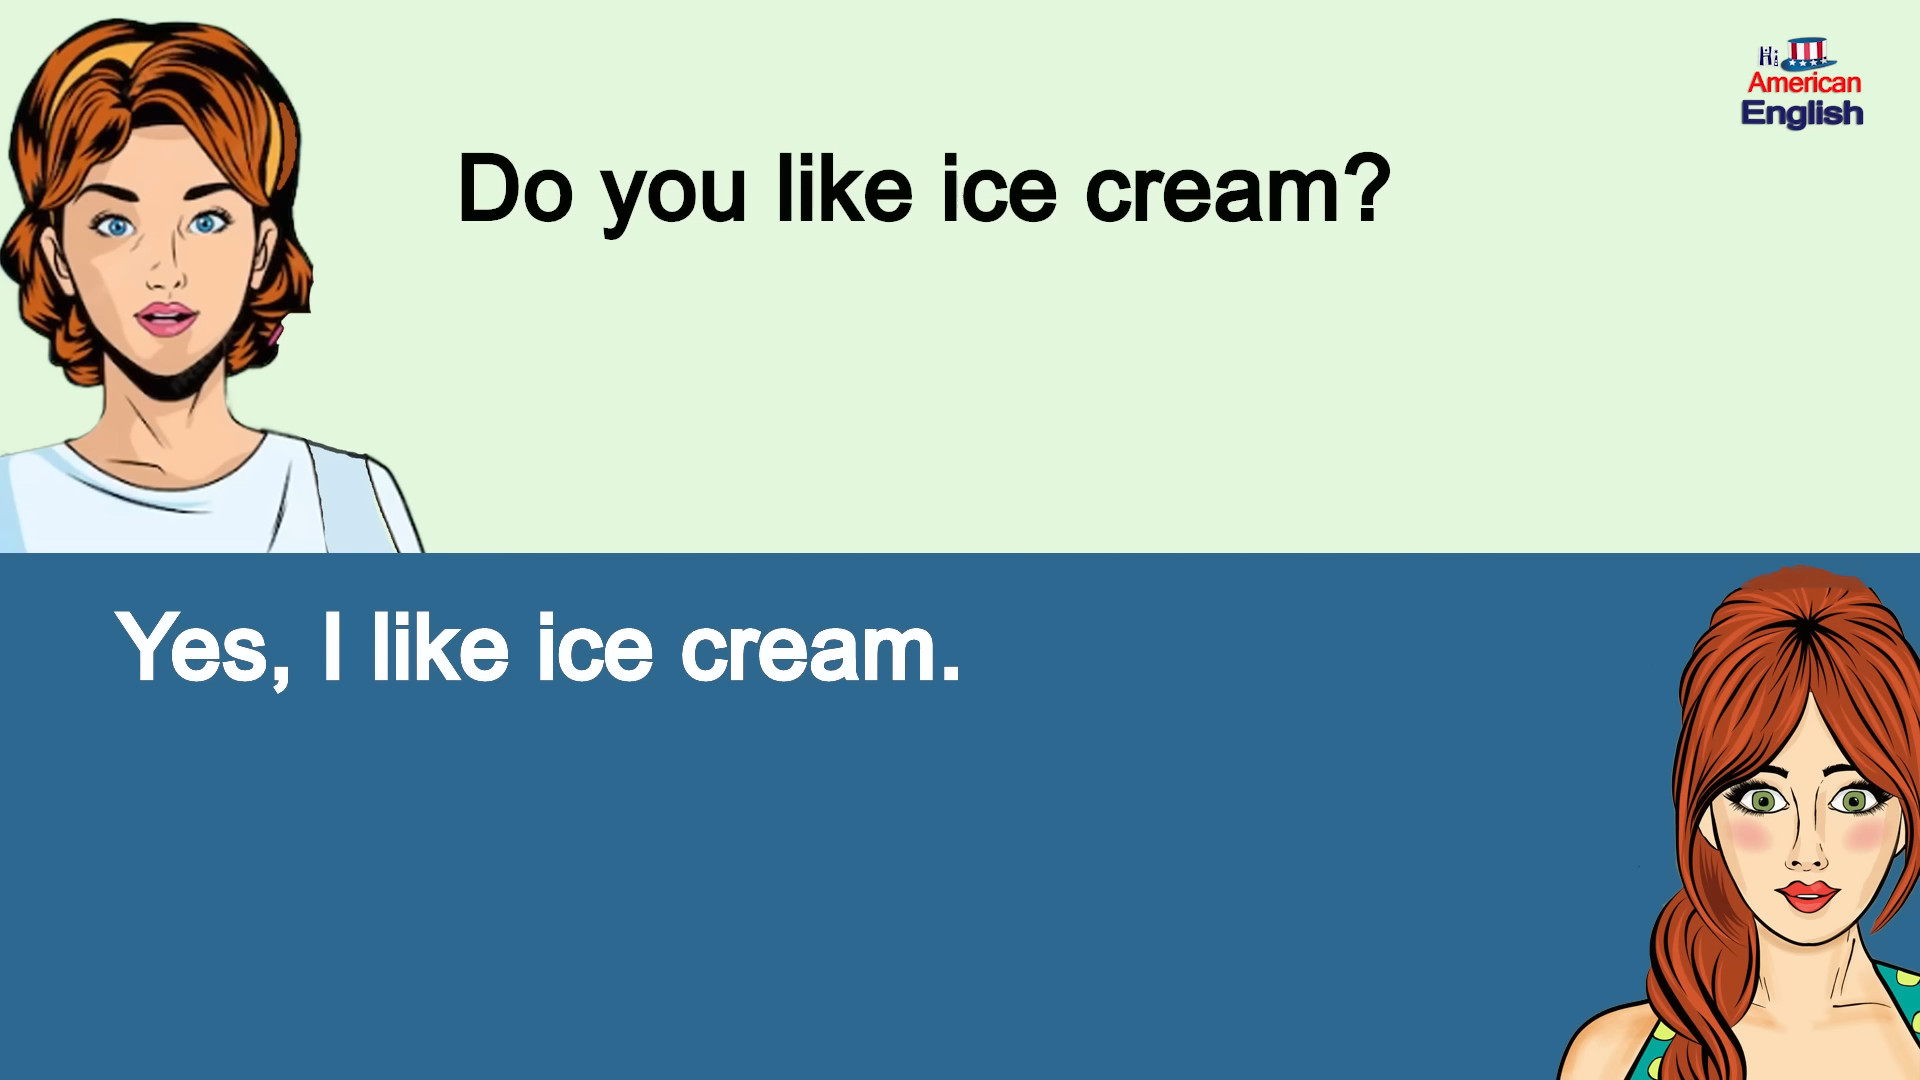 Hi
American
English
Do you like ice cream?
Yes, I like ice cream.